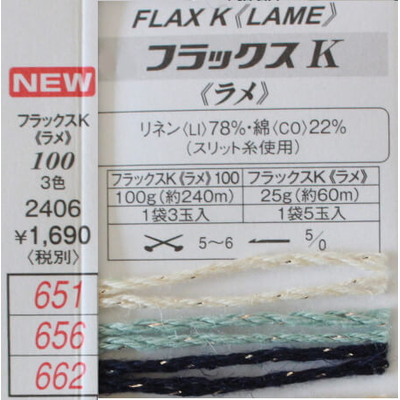 FLAX K《LAME》
フラックス K
《ラメ》
リネン〈LI〉78%・綿〈CO〉22%
(スリット糸使用)
フラックスK《ラメ》100 フラックスK《ラメ》
100g(約240m) 25g(約60m)
1袋3玉入 1袋5玉入
5~6 5/0
NEW
フラックスK
《ラメ》
100
3色
2406
¥1,690
〈税別〉
651
656
662